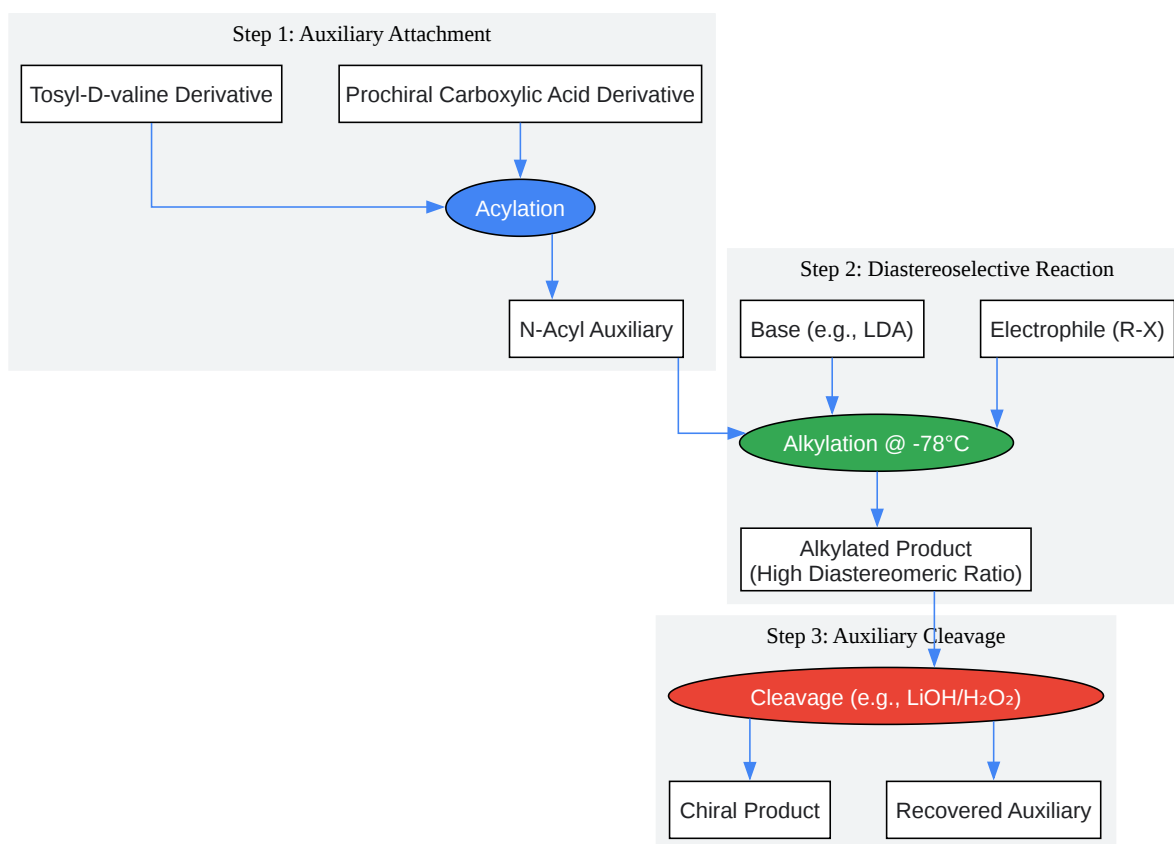 Step 1: Auxiliary Attachment
Tosyl-D-valine Derivative
Prochiral Carboxylic Acid Derivative
Acylation
N-Acyl Auxiliary
Step 2: Diastereoselective Reaction
Base (e.g., LDA)
Electrophile (R-X)
Alkylation @ -78°C
Alkylated Product
(High Diastereomeric Ratio)
Step 3: Auxiliary Cleavage
Cleavage (e.g., LiOH/H₂O₂)
Chiral Product
Recovered Auxiliary